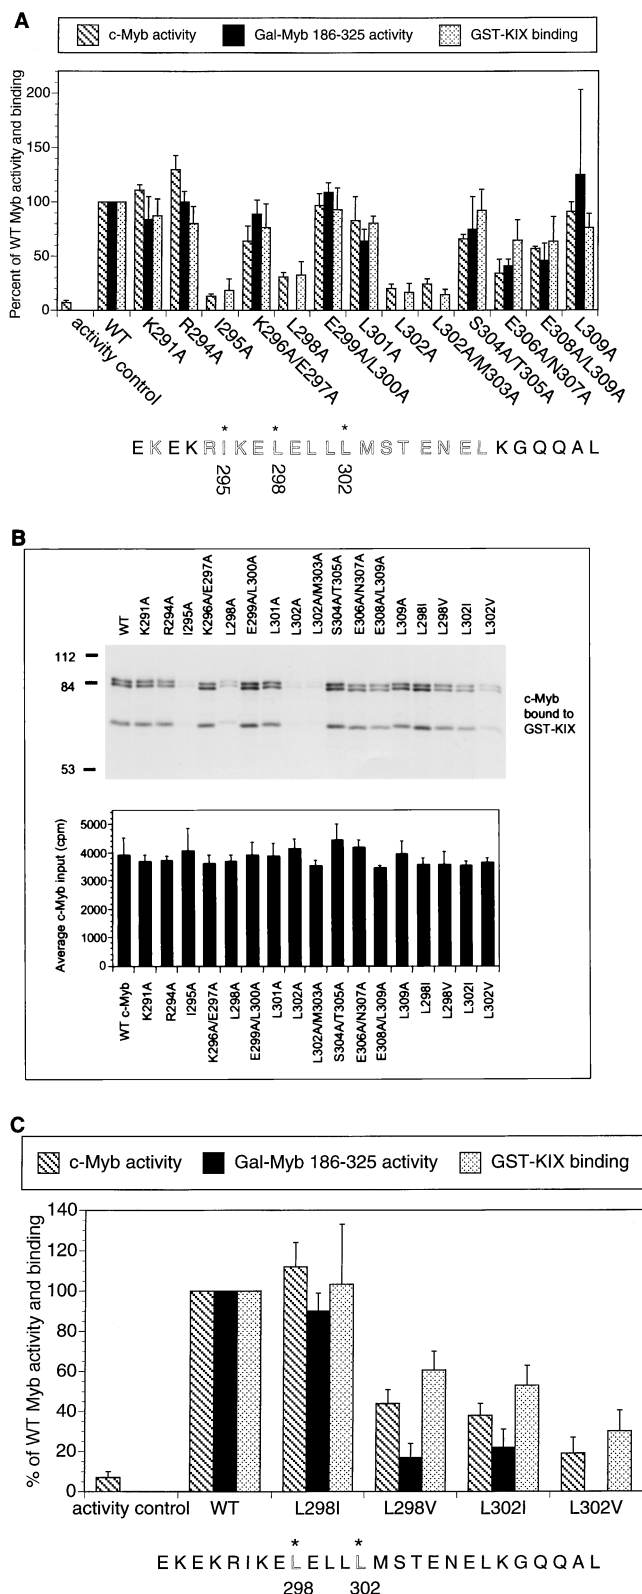 A
c-Myb activity Gal-Myb 186-325 activity GST-KIX binding
Percent of WT Myb activity and binding
200
150
100
50
0
activity control WT K291A R294A I295A K296A/E297A L298A E299A/L300A L301A L302A L302A/M303A S304A/T305A E306A/N307A E308A/L309A L309A
* * *
E K E K R I K E L E L L L M S T E N E L K G Q Q A L
295 298 302
B
WT K291A R294A I295A K296A/E297A L298A E299A/L300A L301A L302A L302A/M303A S304A/T305A E306A/N307A E308A/L309A L309A L298I L298V L302I L302V
112
84
53
c-Myb
bound to
GST-KIX
Average c-Myb input (cpm)
5000
4000
3000
2000
1000
0
WT c-Myb K291A R294A I295A K296A/E297A L298A E299A/L300A L301A L302A L302A/M303A S304A/T305A E306A/N307A E308A/L309A L309A L298I L298V L302I L302V
C
c-Myb activity Gal-Myb 186-325 activity GST-KIX binding
% of WT Myb activity and binding
140
120
100
80
60
40
20
0
activity control WT L298I L298V L302I L302V
* *
E K E K R I K E L E L L L M S T E N E L K G Q Q A L
298 302